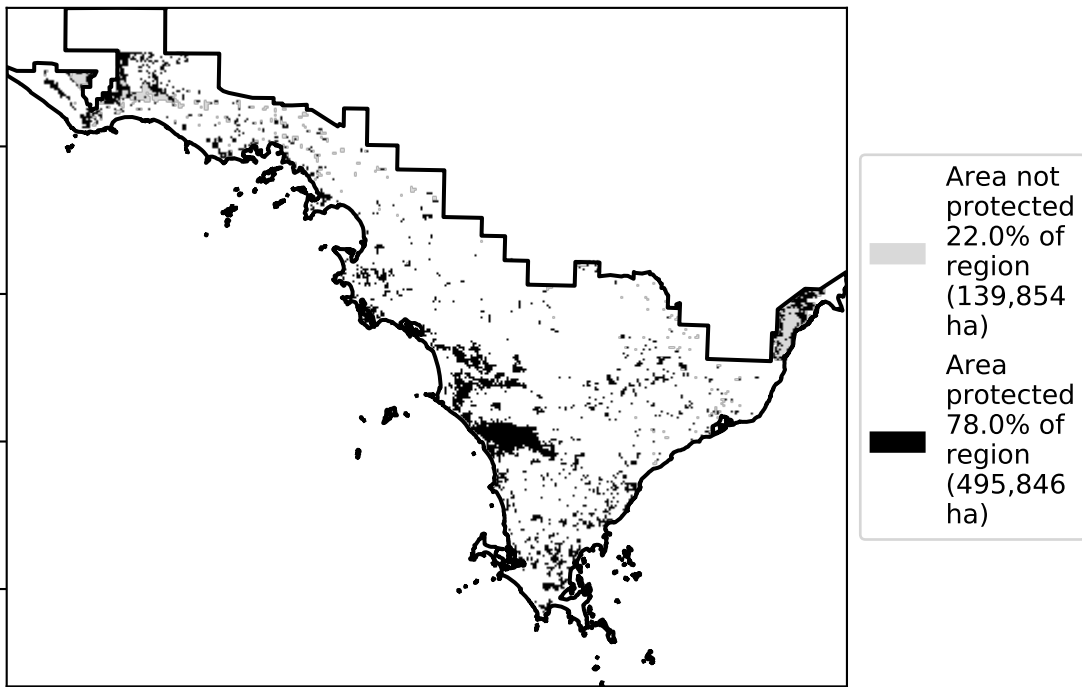 Area not
protected
22.0% of
region
(139,854
ha)
Area
protected
78.0% of
region
(495,846
ha)